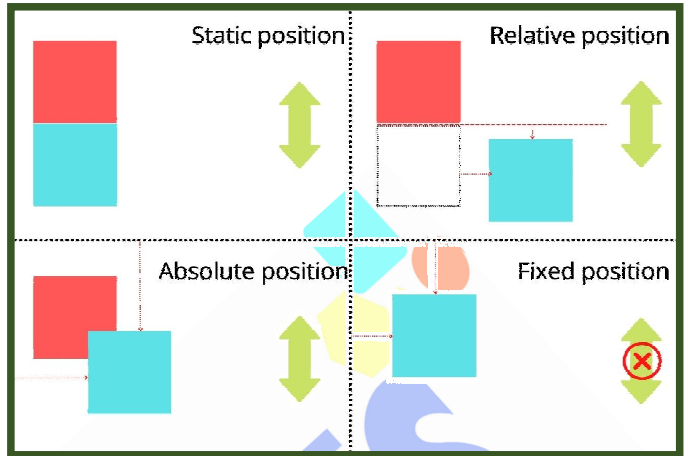 Static position
Relative position
Absolute position
Fixed position